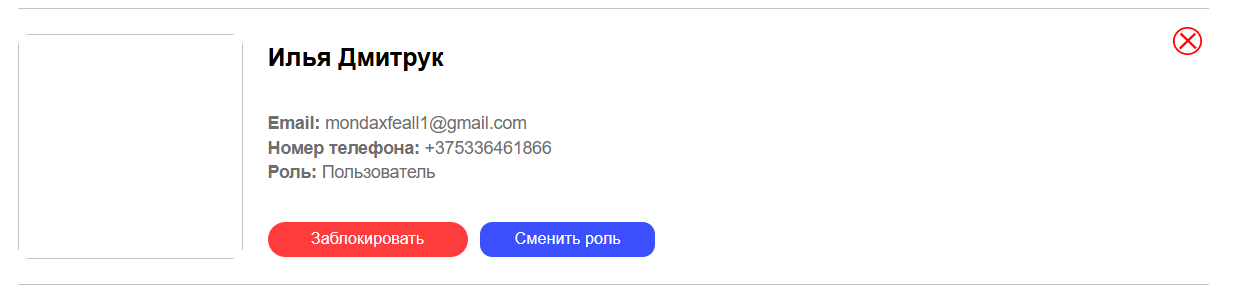 Илья Дмитрук
Email: mondaxfeall1@gmail.com
Номер телефона: +375336461866
Роль: Пользователь
Заблокировать
Сменить роль